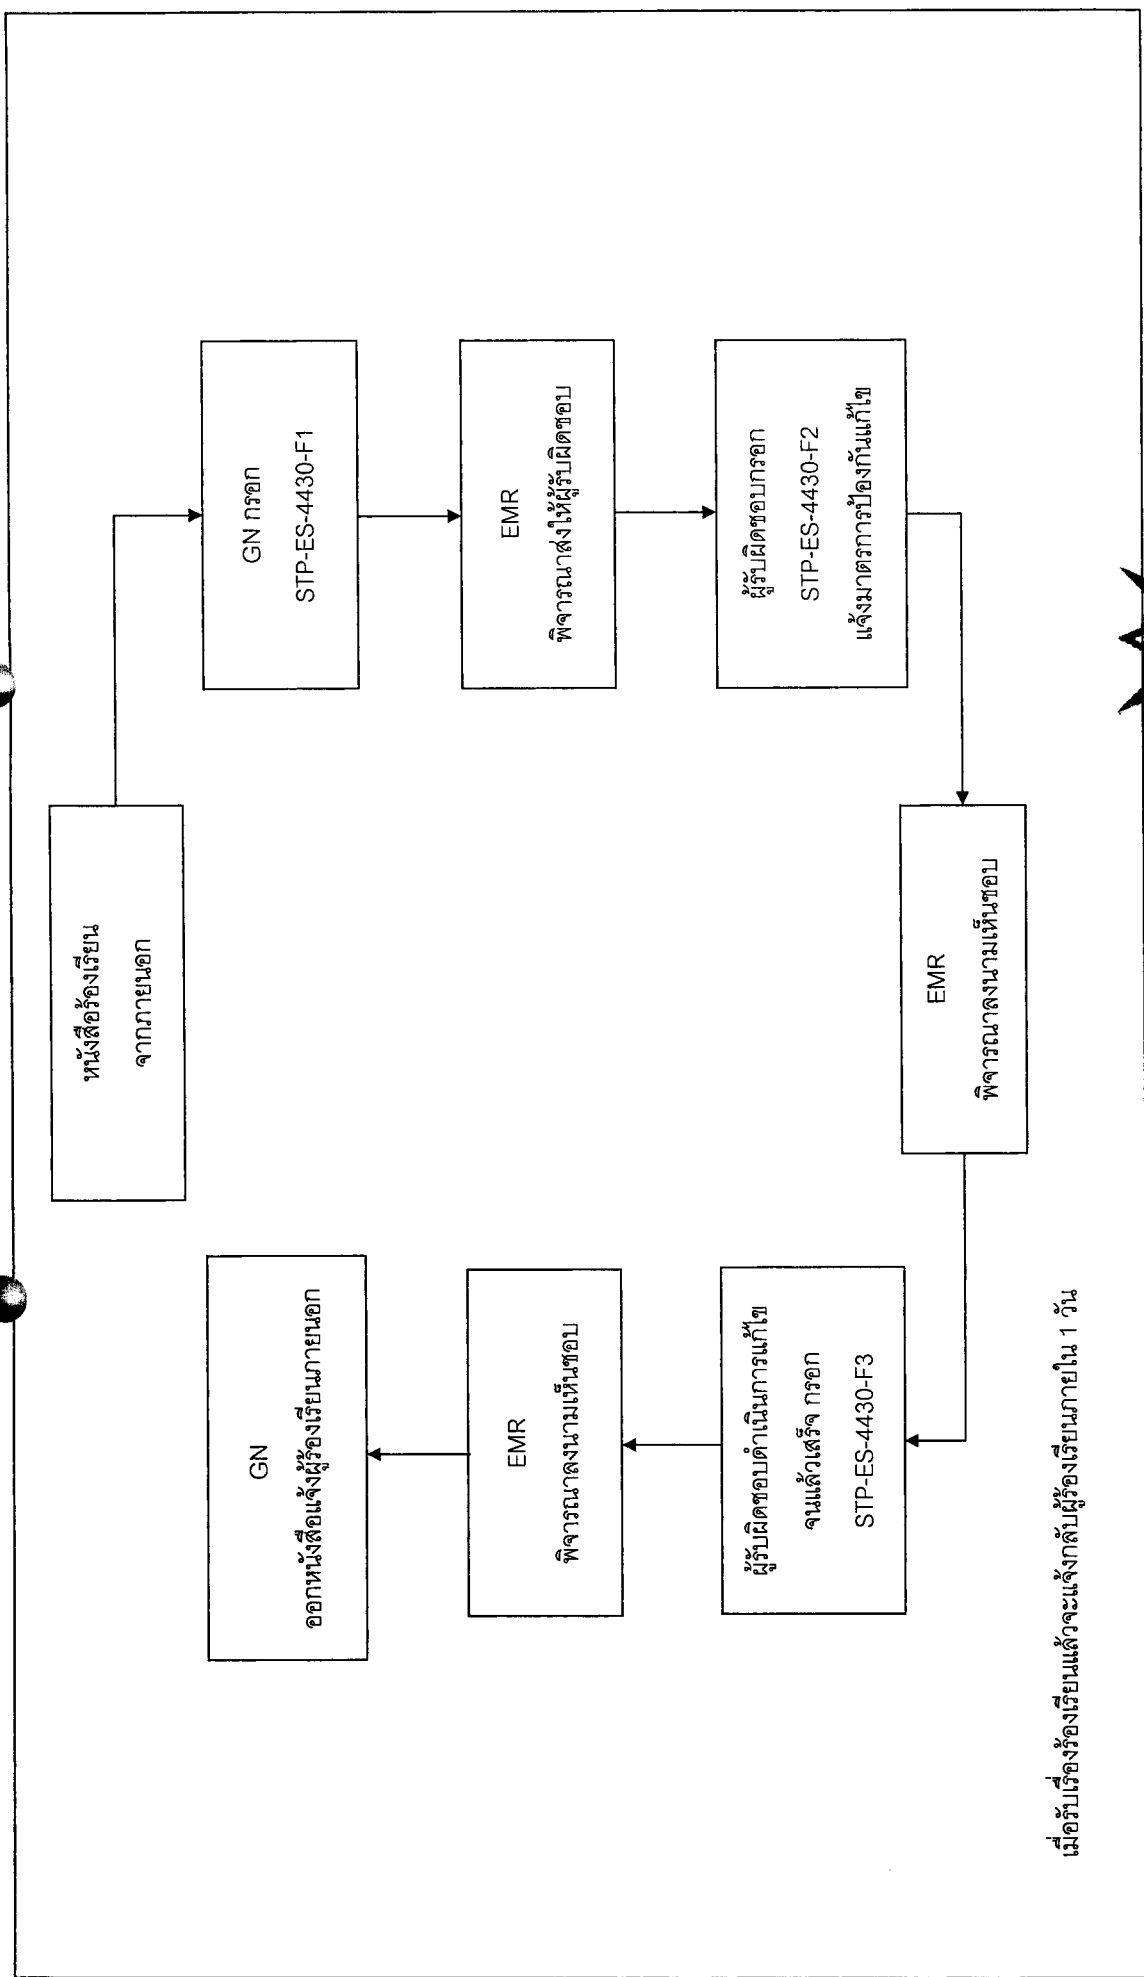 หนังสือร้องเรียน
จากภายนอก
GN กรอก
STP-ES-4430-F1
EMR
พิจารณาส่งให้ผู้รับผิดชอบ
ผู้รับผิดชอบกรอก
STP-ES-4430-F2
แจ้งมาตรการป้องกันแก้ไข
EMR
พิจารณาลงนามเห็นชอบ
ผู้รับผิดชอบดำเนินการแก้ไข
จนแล้วเสร็จ กรอก
STP-ES-4430-F3
EMR
พิจารณาลงนามเห็นชอบ
GN
ออกหนังสือแจ้งผู้ร้องเรียนภายนอก
เมื่อรับเรื่องร้องเรียนแล้วจะแจ้งกลับผู้ร้องเรียนภายใน 1 วัน